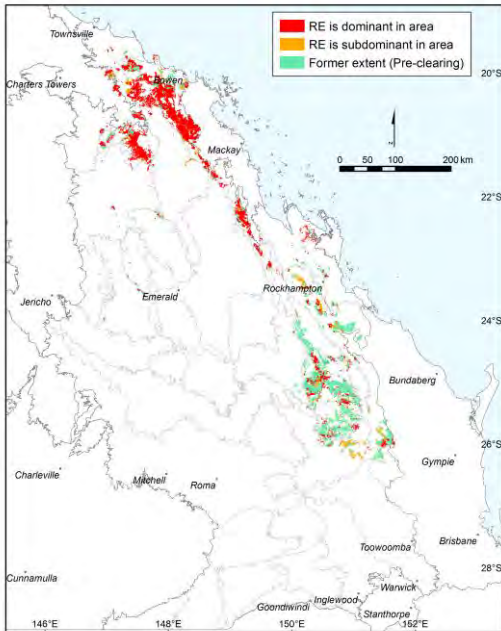 RE is dominant in area
RE is subdominant in area
Former extent (Pre-clearing)
Townsville
20°S
Charters Towers
Bowen
Mackay
0 50 100 200 km
22°S
Rockhampton
Emerald
Jericho
24°S
Bundaberg
26°S
Gympie
Charleville
Mitchell
Roma
Brisbane
Toowoomba
28°S
Cunnamulla
Warwick
Inglewood
Goondiwindi
Stanthorpe
146°E 148°E 150°E 152°E